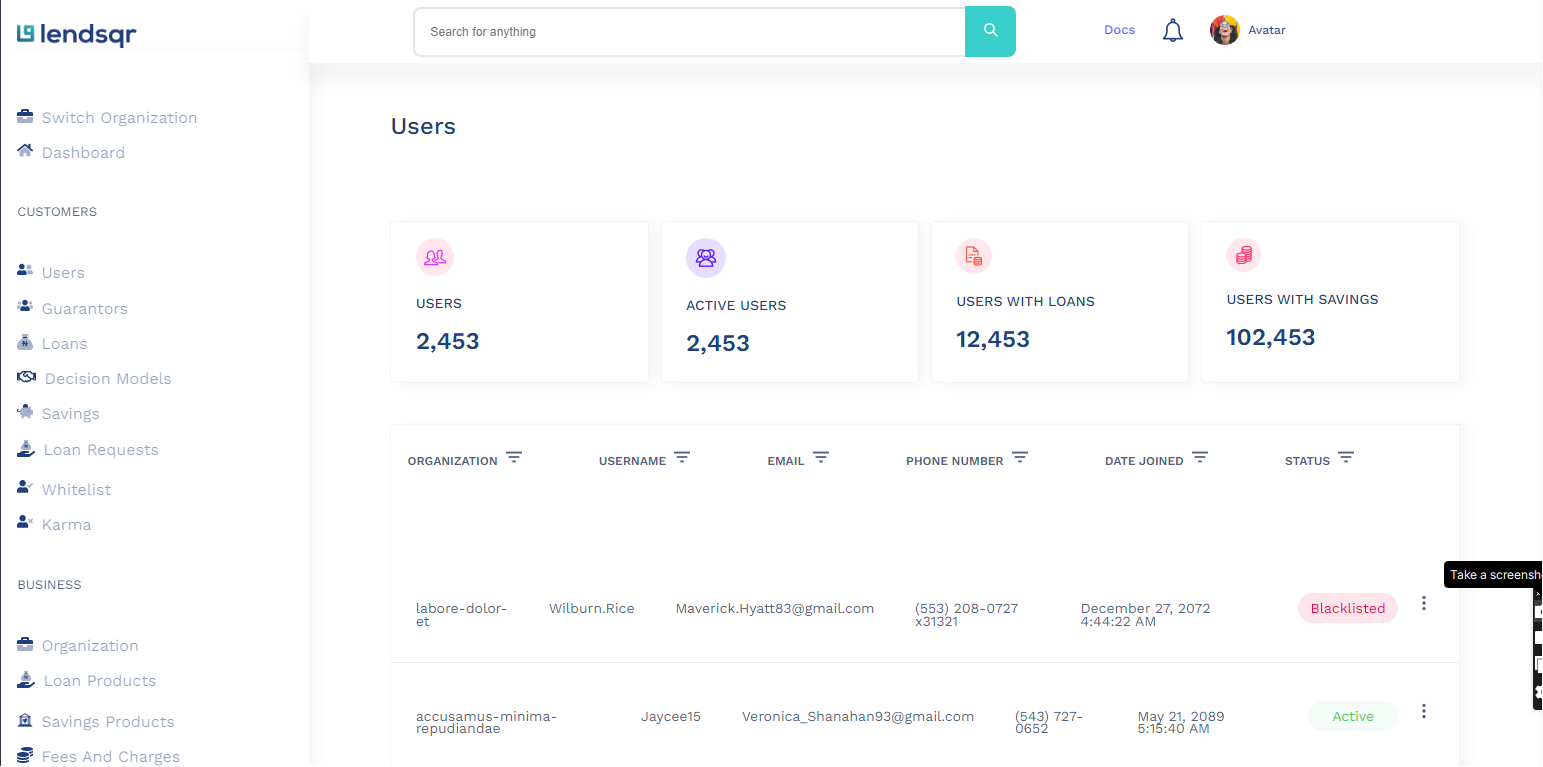 lendsqr
Search for anything
Docs
Avatar
Switch Organization
Dashboard
CUSTOMERS
Users
Guarantors
Loans
Decision Models
Savings
Loan Requests
Whitelist
Karma
BUSINESS
Organization
Loan Products
Savings Products
Fees And Charges
Users
USERS
2,453
ACTIVE USERS
2,453
USERS WITH LOANS
12,453
USERS WITH SAVINGS
102,453
ORGANIZATION USERNAME EMAIL PHONE NUMBER DATE JOINED STATUS
Take a screensh
labore-dolor-
et
Wilburn.Rice
Maverick.Hyatt83@gmail.com
(553) 208-0727
x31321
December 27, 2072
4:44:22 AM
Blacklisted
accusamus-minima-
repudiandae
Jaycee15
Veronica_Shanahan93@gmail.com
(543) 727-
0652
May 21, 2089
5:15:40 AM
Active